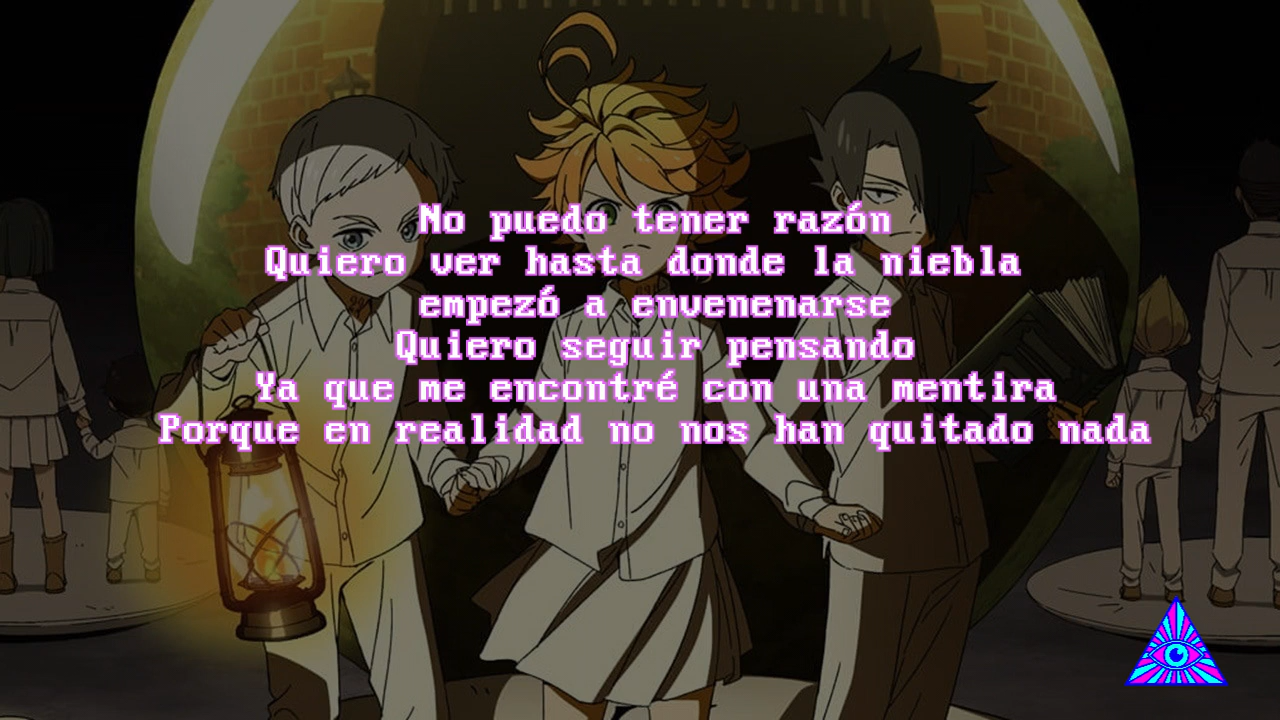 No puedo tener razón
Quiero ver hasta donde la niebla
empezó a envenenarse
Quiero seguir pensando
Ya que me encontré con una mentira
Porque en realidad no nos han quitado nada